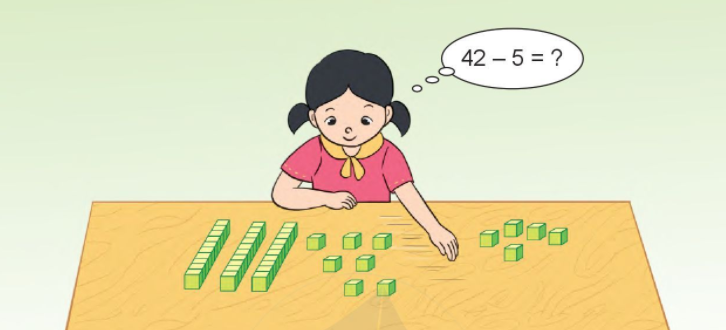 42 – 5 = ?